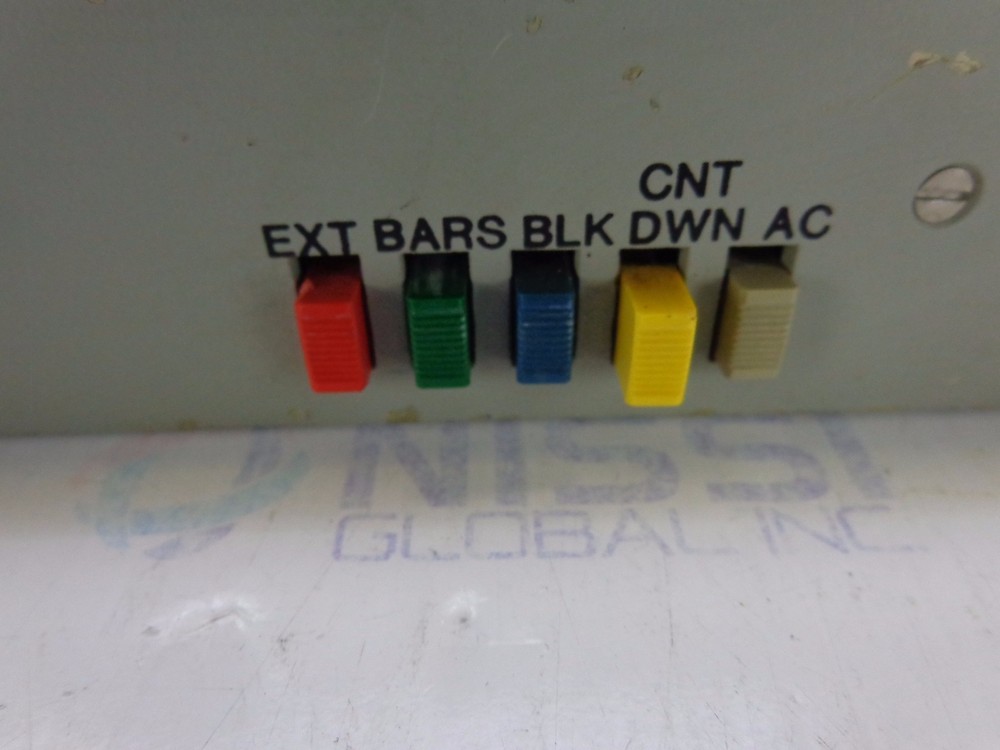 CNT
EXT BARS BLK DWN AC
NISSI
GLOBAL INC.